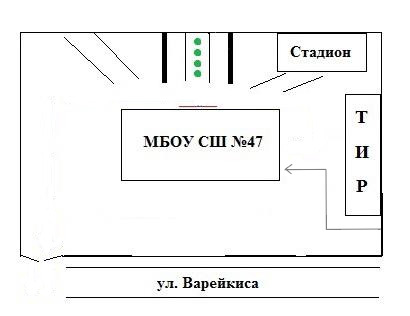 Стадион
МБОУ СШ №47
Т
И
Р
ул. Варейкиса